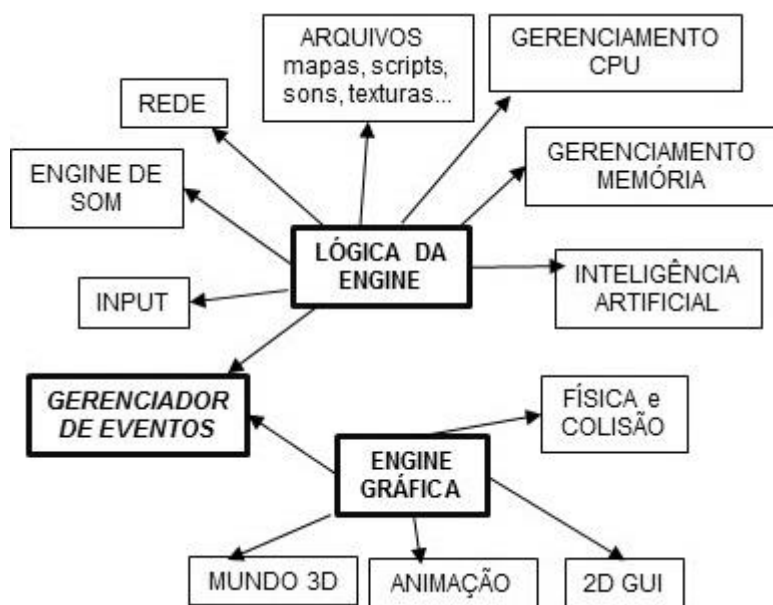 ARQUIVOS
mapas, scripts,
sons, texturas...
GERENCIAMENTO
CPU
REDE
GERENCIAMENTO
MEMÓRIA
ENGINE DE
SOM
LÓGICA DA
ENGINE
INTELIGÊNCIA
ARTIFICIAL
INPUT
GERENCIADOR
DE EVENTOS
FÍSICA e
COLISÃO
ENGINE
GRÁFICA
MUNDO 3D
ANIMAÇÃO
2D GUI